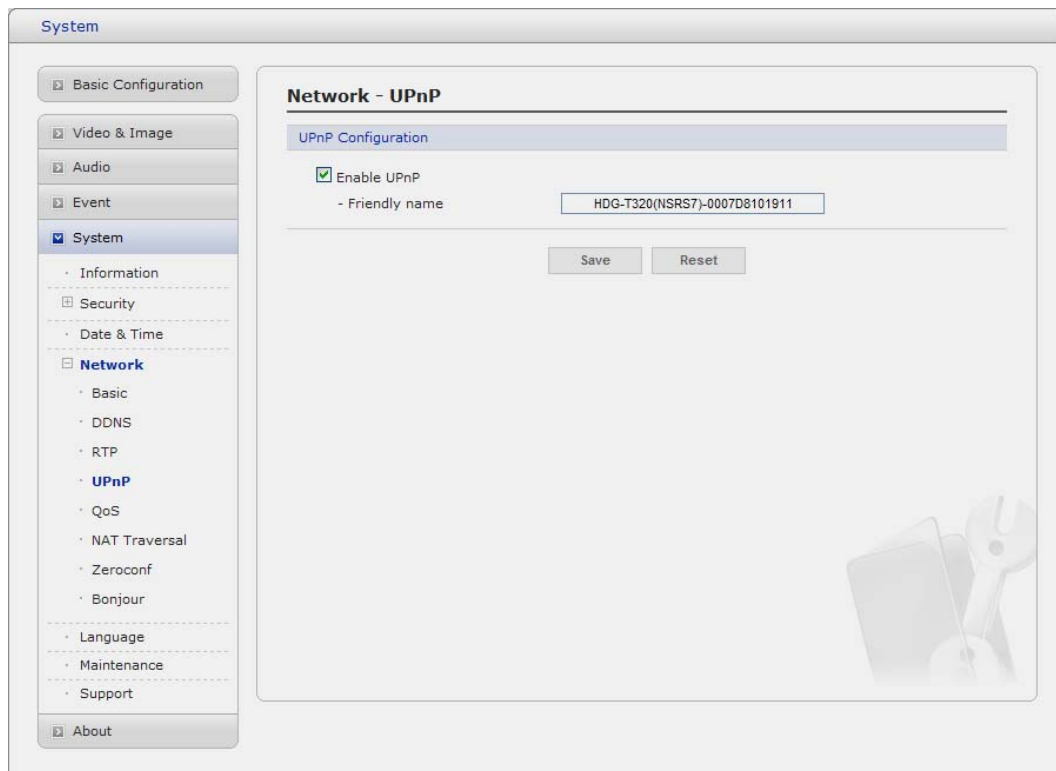 System
Basic Configuration
Video & Image
Audio
Event
System
Information
Security
Date & Time
Network
Basic
DDNS
RTP
UPnP
QoS
NAT Traversal
Zeroconf
Bonjour
Language
Maintenance
Support
About
Network - UPnP
UPnP Configuration
Enable UPnP
- Friendly name HDG-T320(NSRS7)-0007D8101911
Save Reset